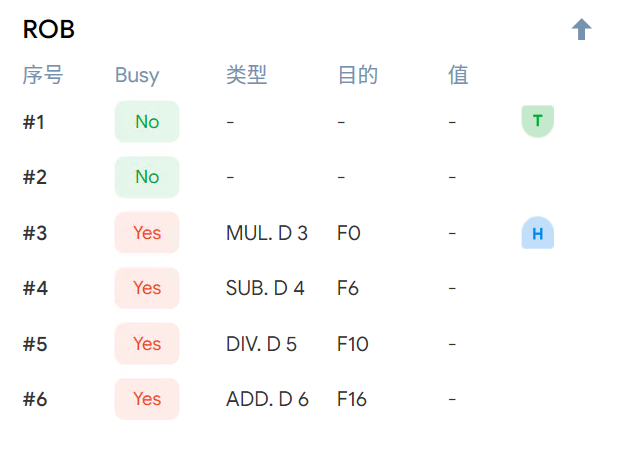 ROB
序号 Busy 类型 目的 值
#1 No - - - T
#2 No - - -
#3 Yes MUL. D 3 F0 - H
#4 Yes SUB. D 4 F6 -
#5 Yes DIV. D 5 F10 -
#6 Yes ADD. D 6 F16 -